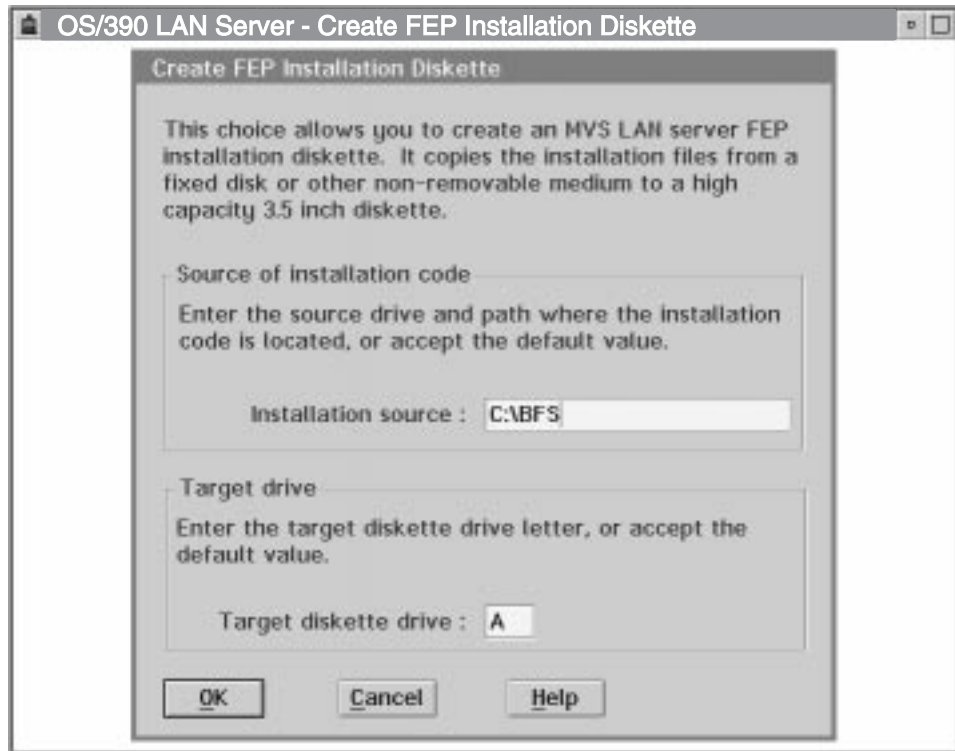 OS/390 LAN Server - Create FEP Installation Diskette
Create FEP Installation Diskette
This choice allows you to create an MVS LAN server FEP
installation diskette. It copies the installation files from a
fixed disk or other non-removable medium to a high
capacity 3.5 inch diskette.
Source of installation code
Enter the source drive and path where the installation
code is located, or accept the default value.
Installation source : C:\BFS
Target drive
Enter the target diskette drive letter, or accept the
default value.
Target diskette drive : A
OK Cancel Help